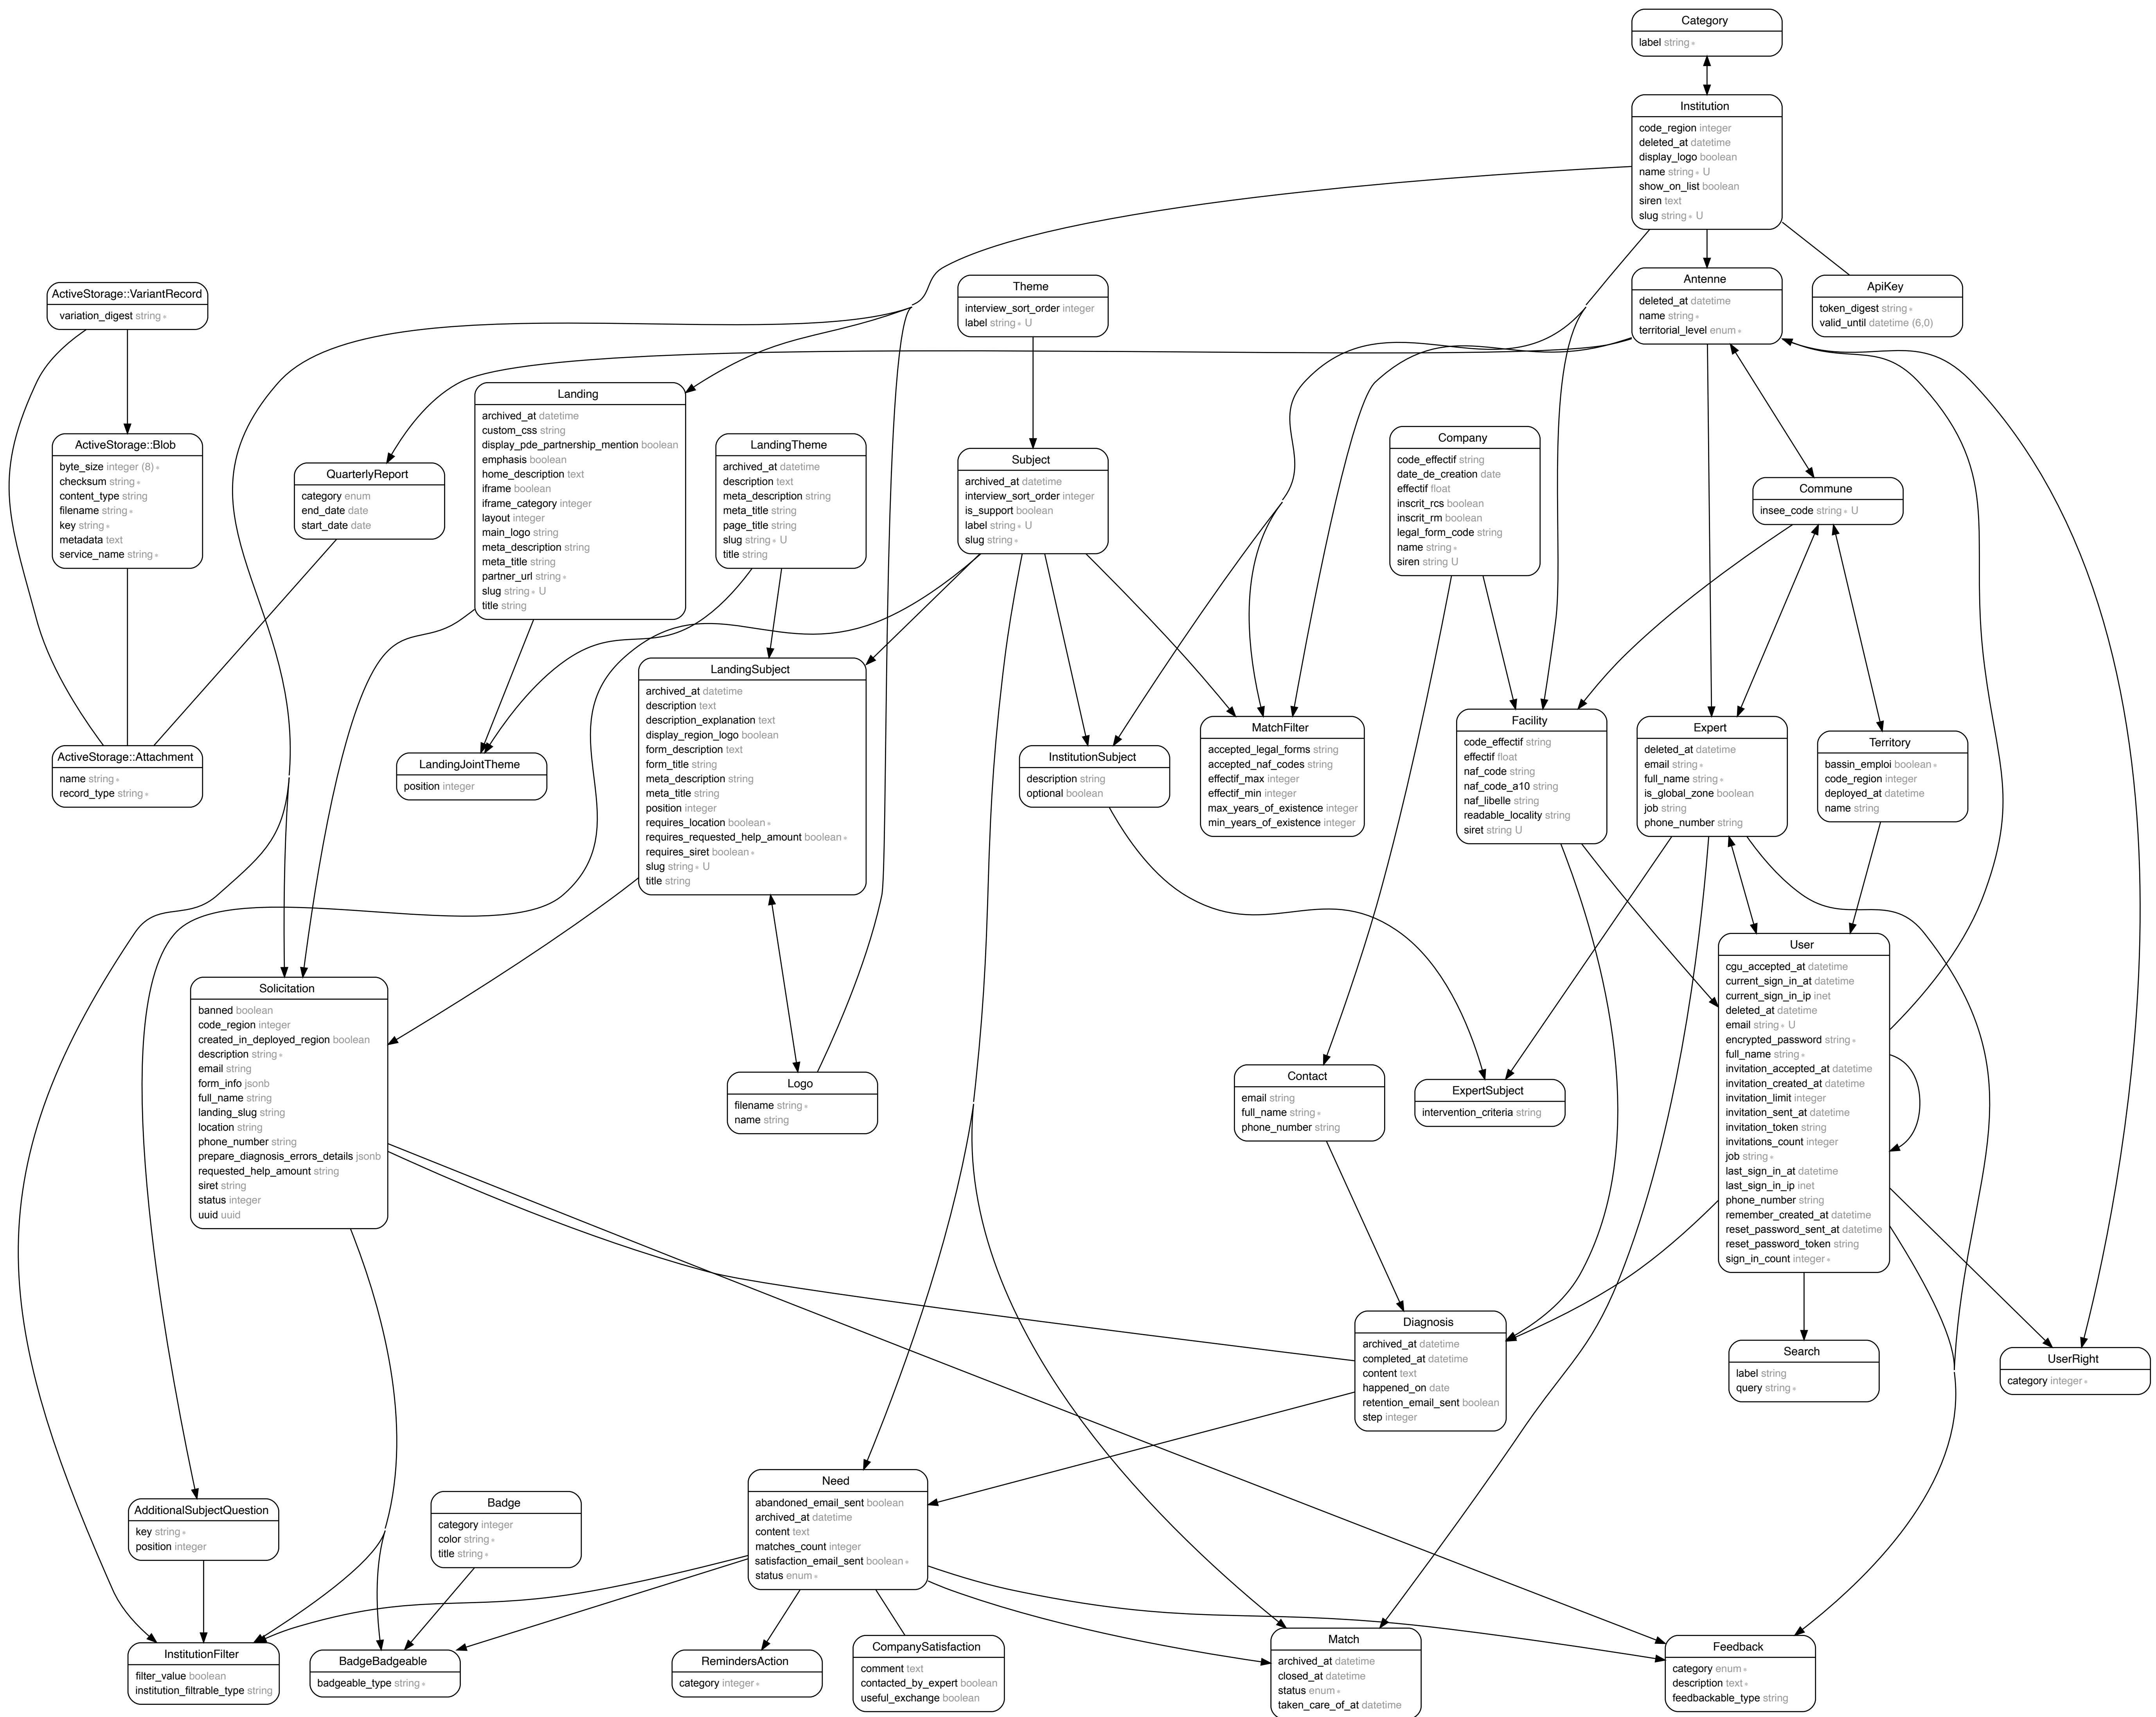 Category
label string∗
Institution
code_region integer
deleted_at datetime
display_logo boolean
name string∗ U
show_on_list boolean
siren text
slug string∗ U
ActiveStorage::VariantRecord
variation_digest string∗
Theme
interview_sort_order integer
label string∗ U
Antenne
deleted_at datetime
name string∗
territorial_level enum∗
ApiKey
token_digest string∗
valid_until datetime (6,0)
Landing
archived_at datetime
custom_css string
display_pde_partnership_mention boolean
emphasis boolean
home_description text
iframe boolean
iframe_category integer
layout integer
main_logo string
meta_description string
meta_title string
partner_url string∗
slug string∗ U
title string
ActiveStorage::Blob
byte_size integer (8)∗
checksum string∗
content_type string
filename string∗
key string∗
metadata text
service_name string∗
QuarterlyReport
category enum
end_date date
start_date date
LandingTheme
archived_at datetime
description text
meta_description string
meta_title string
page_title string
slug string∗ U
title string
Subject
archived_at datetime
interview_sort_order integer
is_support boolean
label string∗ U
slug string∗
Company
code_effectif string
date_de_creation date
effectif float
inscrit_rcs boolean
inscrit_rm boolean
legal_form_code string
name string∗
siren string U
Commune
insee_code string∗ U
LandingSubject
archived_at datetime
description text
description_explanation text
display_region_logo boolean
form_description text
form_title string
meta_description string
meta_title string
position integer
requires_location boolean∗
requires_requested_help_amount boolean∗
requires_siret boolean∗
slug string∗ U
title string
ActiveStorage::Attachment
name string∗
record_type string∗
LandingJointTheme
position integer
InstitutionSubject
description string
optional boolean
MatchFilter
accepted_legal_forms string
accepted_naf_codes string
effectif_max integer
effectif_min integer
max_years_of_existence integer
min_years_of_existence integer
Facility
code_effectif string
effectif float
naf_code string
naf_code_a10 string
naf_libelle string
readable_locality string
siret string U
Expert
deleted_at datetime
email string∗
full_name string∗
is_global_zone boolean
job string
phone_number string
Territory
bassin_emploi boolean∗
code_region integer
deployed_at datetime
name string
User
cgu_accepted_at datetime
current_sign_in_at datetime
current_sign_in_ip inet
deleted_at datetime
email string∗ U
encrypted_password string∗
full_name string∗
invitation_accepted_at datetime
invitation_created_at datetime
invitation_limit integer
invitation_sent_at datetime
invitation_token string
invitations_count integer
job string∗
last_sign_in_at datetime
last_sign_in_ip inet
phone_number string
remember_created_at datetime
reset_password_sent_at datetime
reset_password_token string
sign_in_count integer∗
Solicitation
banned boolean
code_region integer
created_in_deployed_region boolean
description string∗
email string
form_info jsonb
full_name string
landing_slug string
location string
phone_number string
prepare_diagnosis_errors_details jsonb
requested_help_amount string
siret string
status integer
uuid uuid
Logo
filename string∗
name string
Contact
email string
full_name string∗
phone_number string
ExpertSubject
intervention_criteria string
Diagnosis
archived_at datetime
completed_at datetime
content text
happened_on date
retention_email_sent boolean
step integer
Search
label string
query string∗
UserRight
category integer∗
Need
abandoned_email_sent boolean
archived_at datetime
content text
matches_count integer
satisfaction_email_sent boolean∗
status enum∗
AdditionalSubjectQuestion
key string∗
position integer
Badge
category integer
color string∗
title string∗
InstitutionFilter
filter_value boolean
institution_filtrable_type string
BadgeBadgeable
badgeable_type string∗
RemindersAction
category integer∗
CompanySatisfaction
comment text
contacted_by_expert boolean
useful_exchange boolean
Match
archived_at datetime
closed_at datetime
status enum∗
taken_care_of_at datetime
Feedback
category enum∗
description text∗
feedbackable_type string